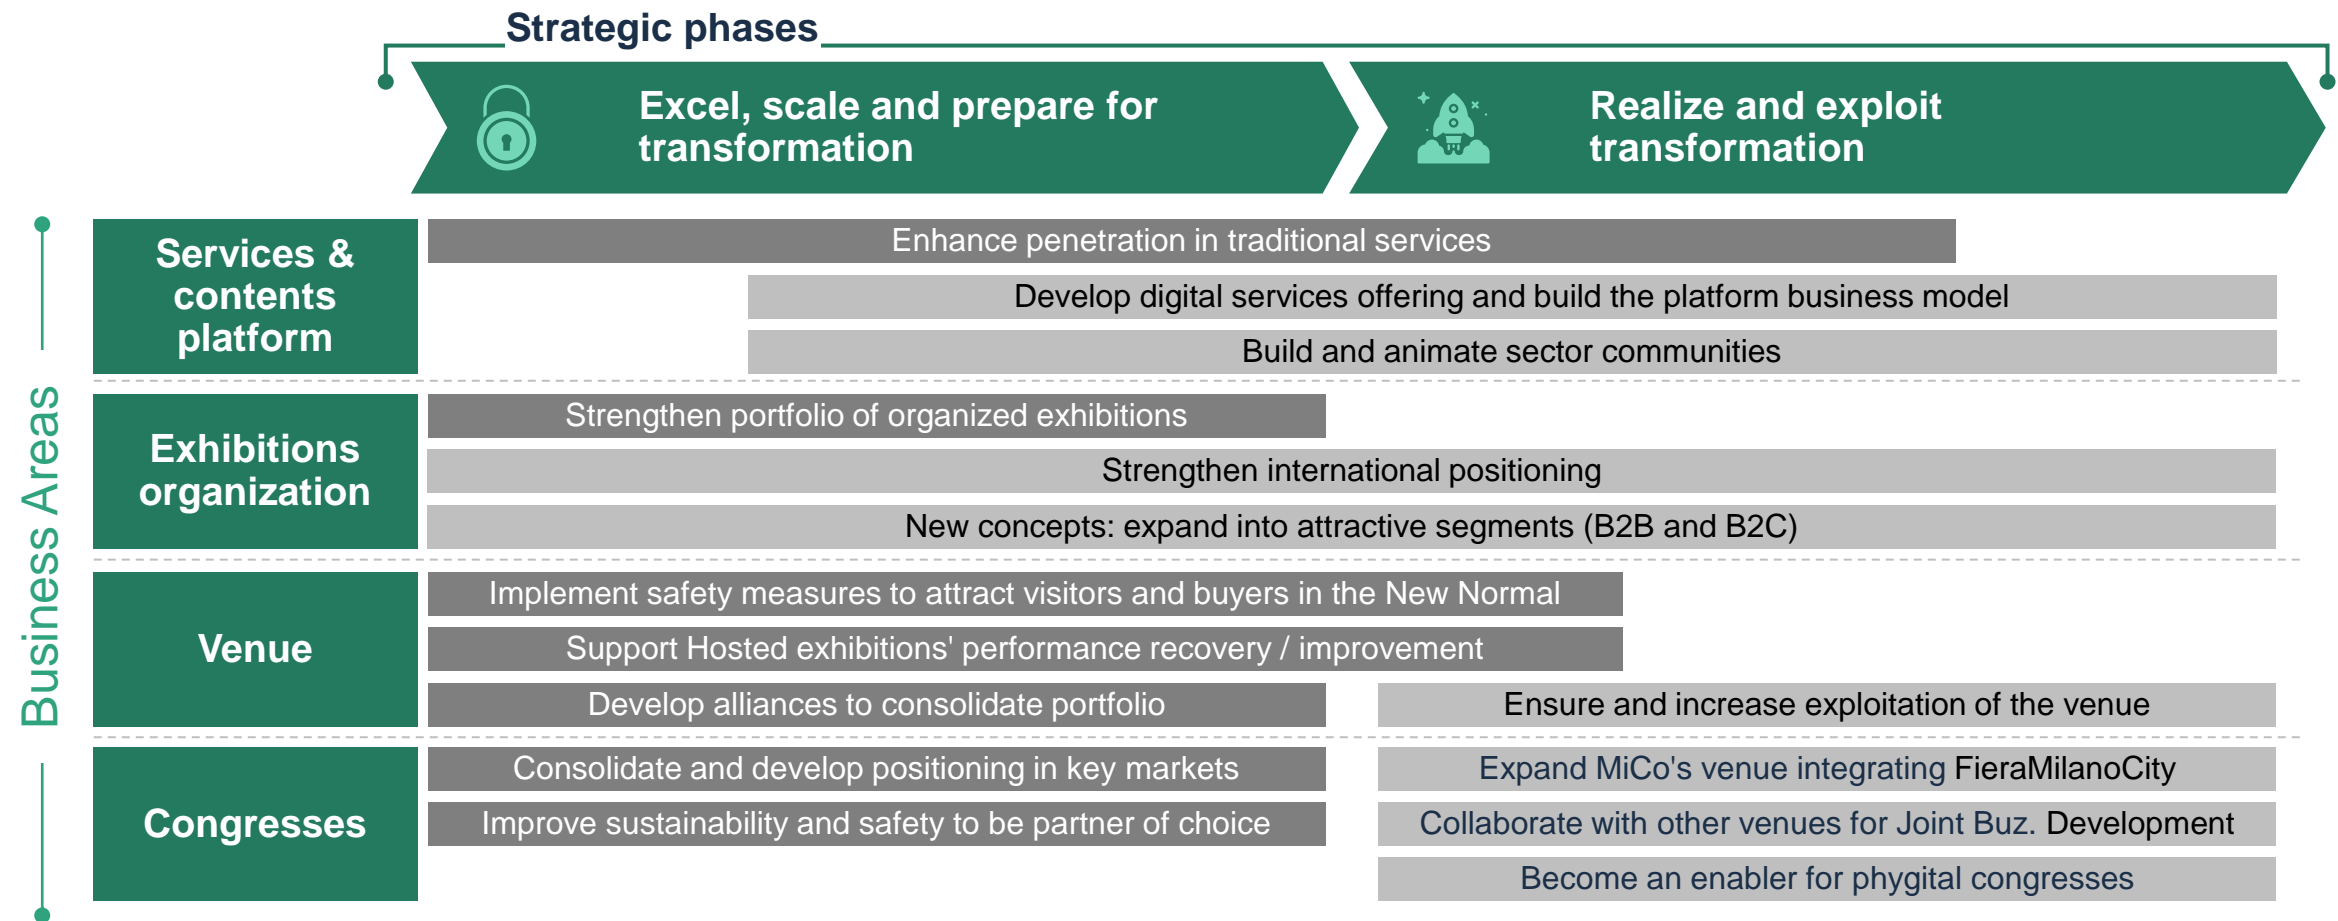 Strategic phases
Excel, scale and prepare for
transformation
Realize and exploit
transformation
Business Areas
Services &
contents
platform
Enhance penetration in traditional services
Develop digital services offering and build the platform business model
Build and animate sector communities
Exhibitions
organization
Strengthen portfolio of organized exhibitions
Strengthen international positioning
New concepts: expand into attractive segments (B2B and B2C)
Venue
Implement safety measures to attract visitors and buyers in the New Normal
Support Hosted exhibitions' performance recovery / improvement
Develop alliances to consolidate portfolio
Ensure and increase exploitation of the venue
Congresses
Consolidate and develop positioning in key markets
Improve sustainability and safety to be partner of choice
Expand MiCo's venue integrating FieraMilanoCity
Collaborate with other venues for Joint Buz. Development
Become an enabler for phygital congresses